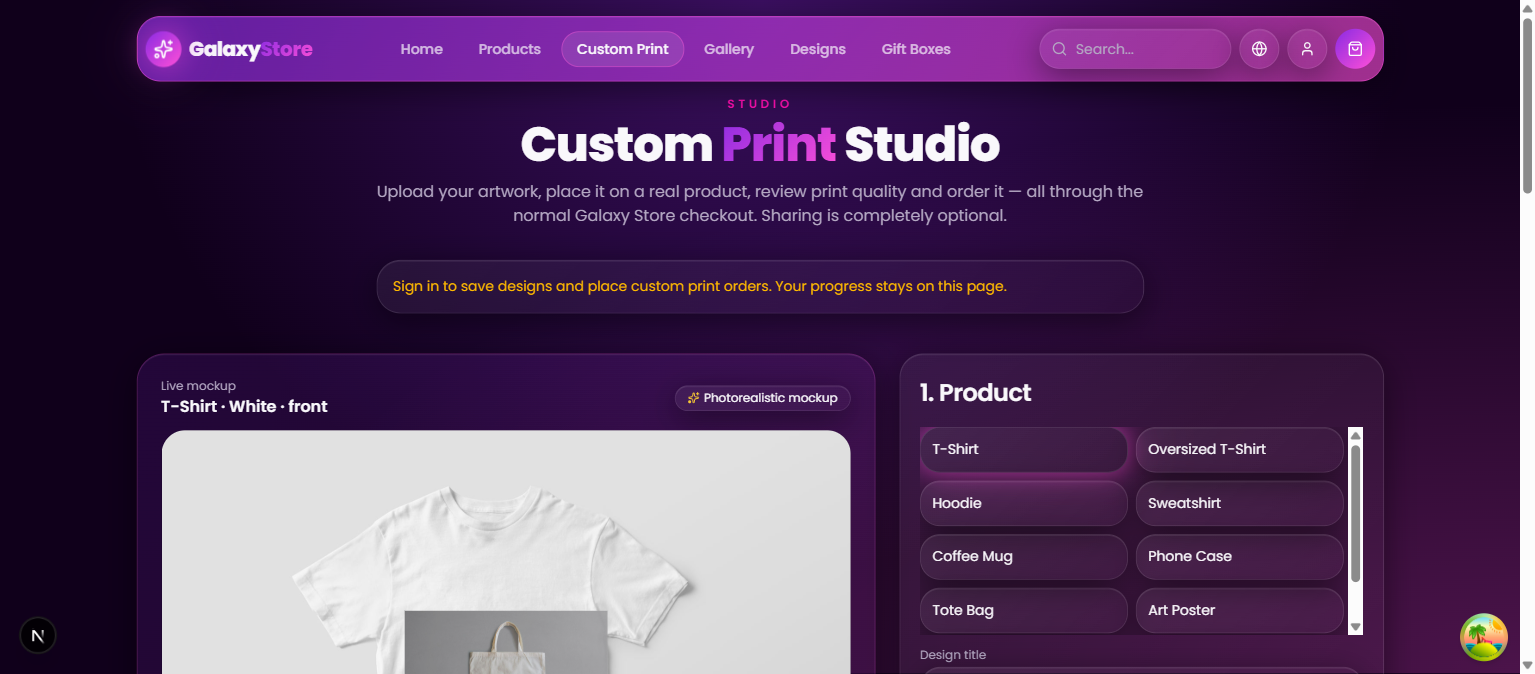 GalaxyStore
Home
Products
Custom Print
Gallery
Designs
Gift Boxes
Search...
STUDIO
Custom Print Studio
Upload your artwork, place it on a real product, review print quality and order it — all through the
normal Galaxy Store checkout. Sharing is completely optional.
Sign in to save designs and place custom print orders. Your progress stays on this page.
Live mockup
T-Shirt · White · front
Photorealistic mockup
1. Product
T-Shirt
Oversized T-Shirt
Hoodie
Sweatshirt
Coffee Mug
Phone Case
Tote Bag
Art Poster
Design title
N